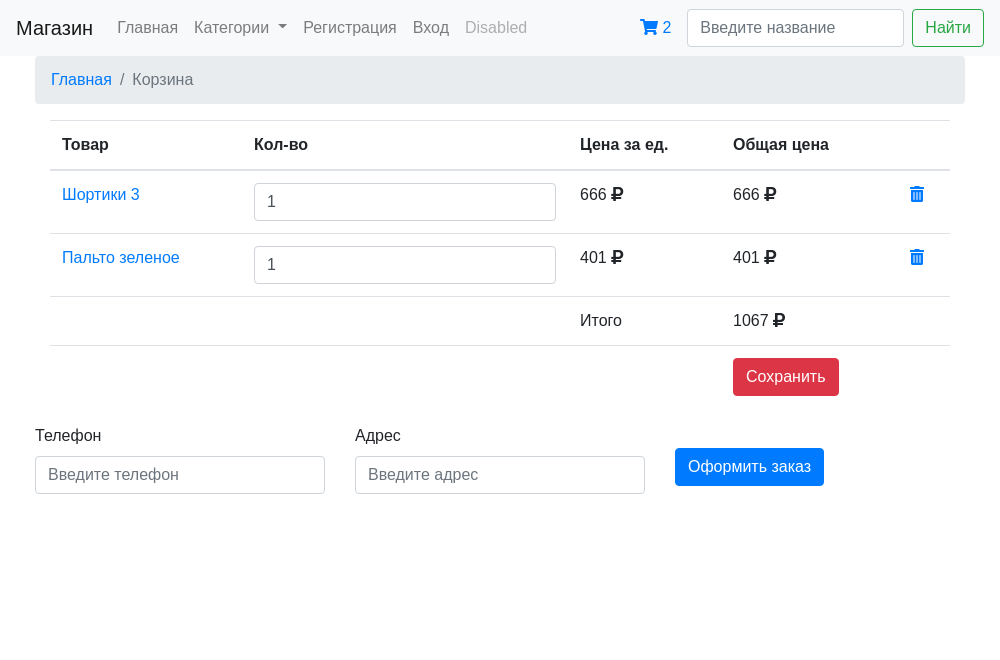 Магазин Главная Категории Регистрация Вход Disabled 2 Введите название Найти
Главная / Корзина
Товар Кол-во Цена за ед. Общая цена
Шортики 3 1 666 ₽ 666 ₽
Пальто зеленое 1 401 ₽ 401 ₽
Итого 1067 ₽
Сохранить
Телефон Адрес
Введите телефон Введите адрес Оформить заказ